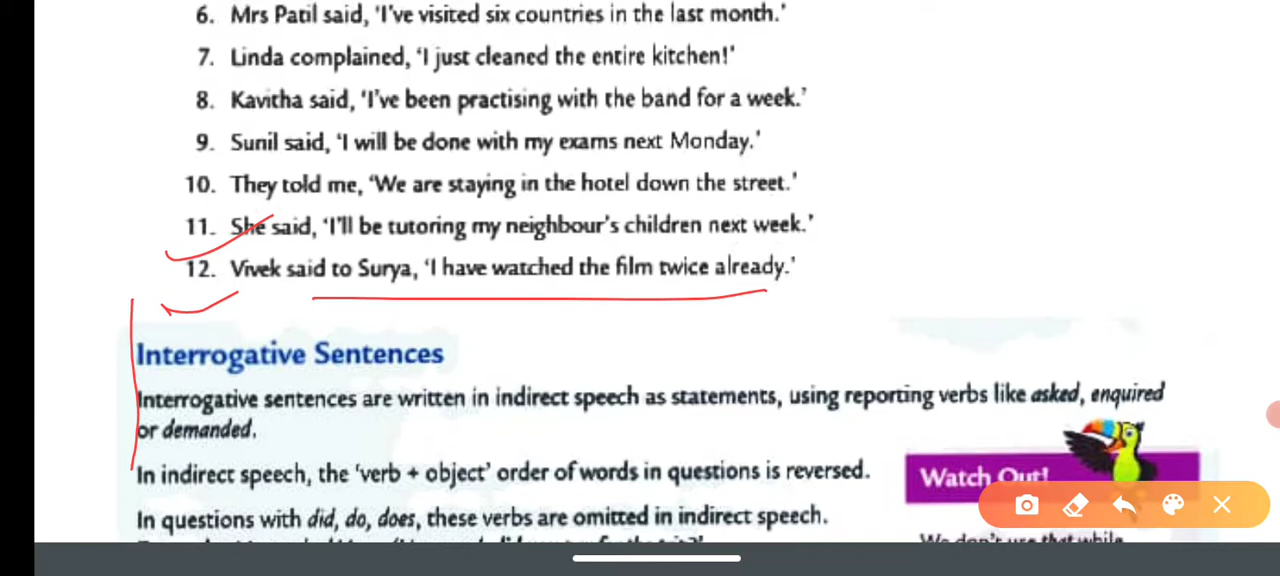 6. Mrs Patil said, 'I've visited six countries in the last month.'
7. Linda complained, 'I just cleaned the entire kitchen!'
8. Kavitha said, 'I've been practising with the band for a week.'
9. Sunil said, 'I will be done with my exams next Monday.'
10. They told me, 'We are staying in the hotel down the street.'
11. She said, 'I'll be tutoring my neighbour's children next week.'
12. Vivek said to Surya, 'I have watched the film twice already.'
Interrogative Sentences
Interrogative sentences are written in indirect speech as statements, using reporting verbs like asked, enquired
or demanded.
In indirect speech, the 'verb + object' order of words in questions is reversed.
Watch Out!
In questions with did, do, does, these verbs are omitted in indirect speech.
We don't use that while